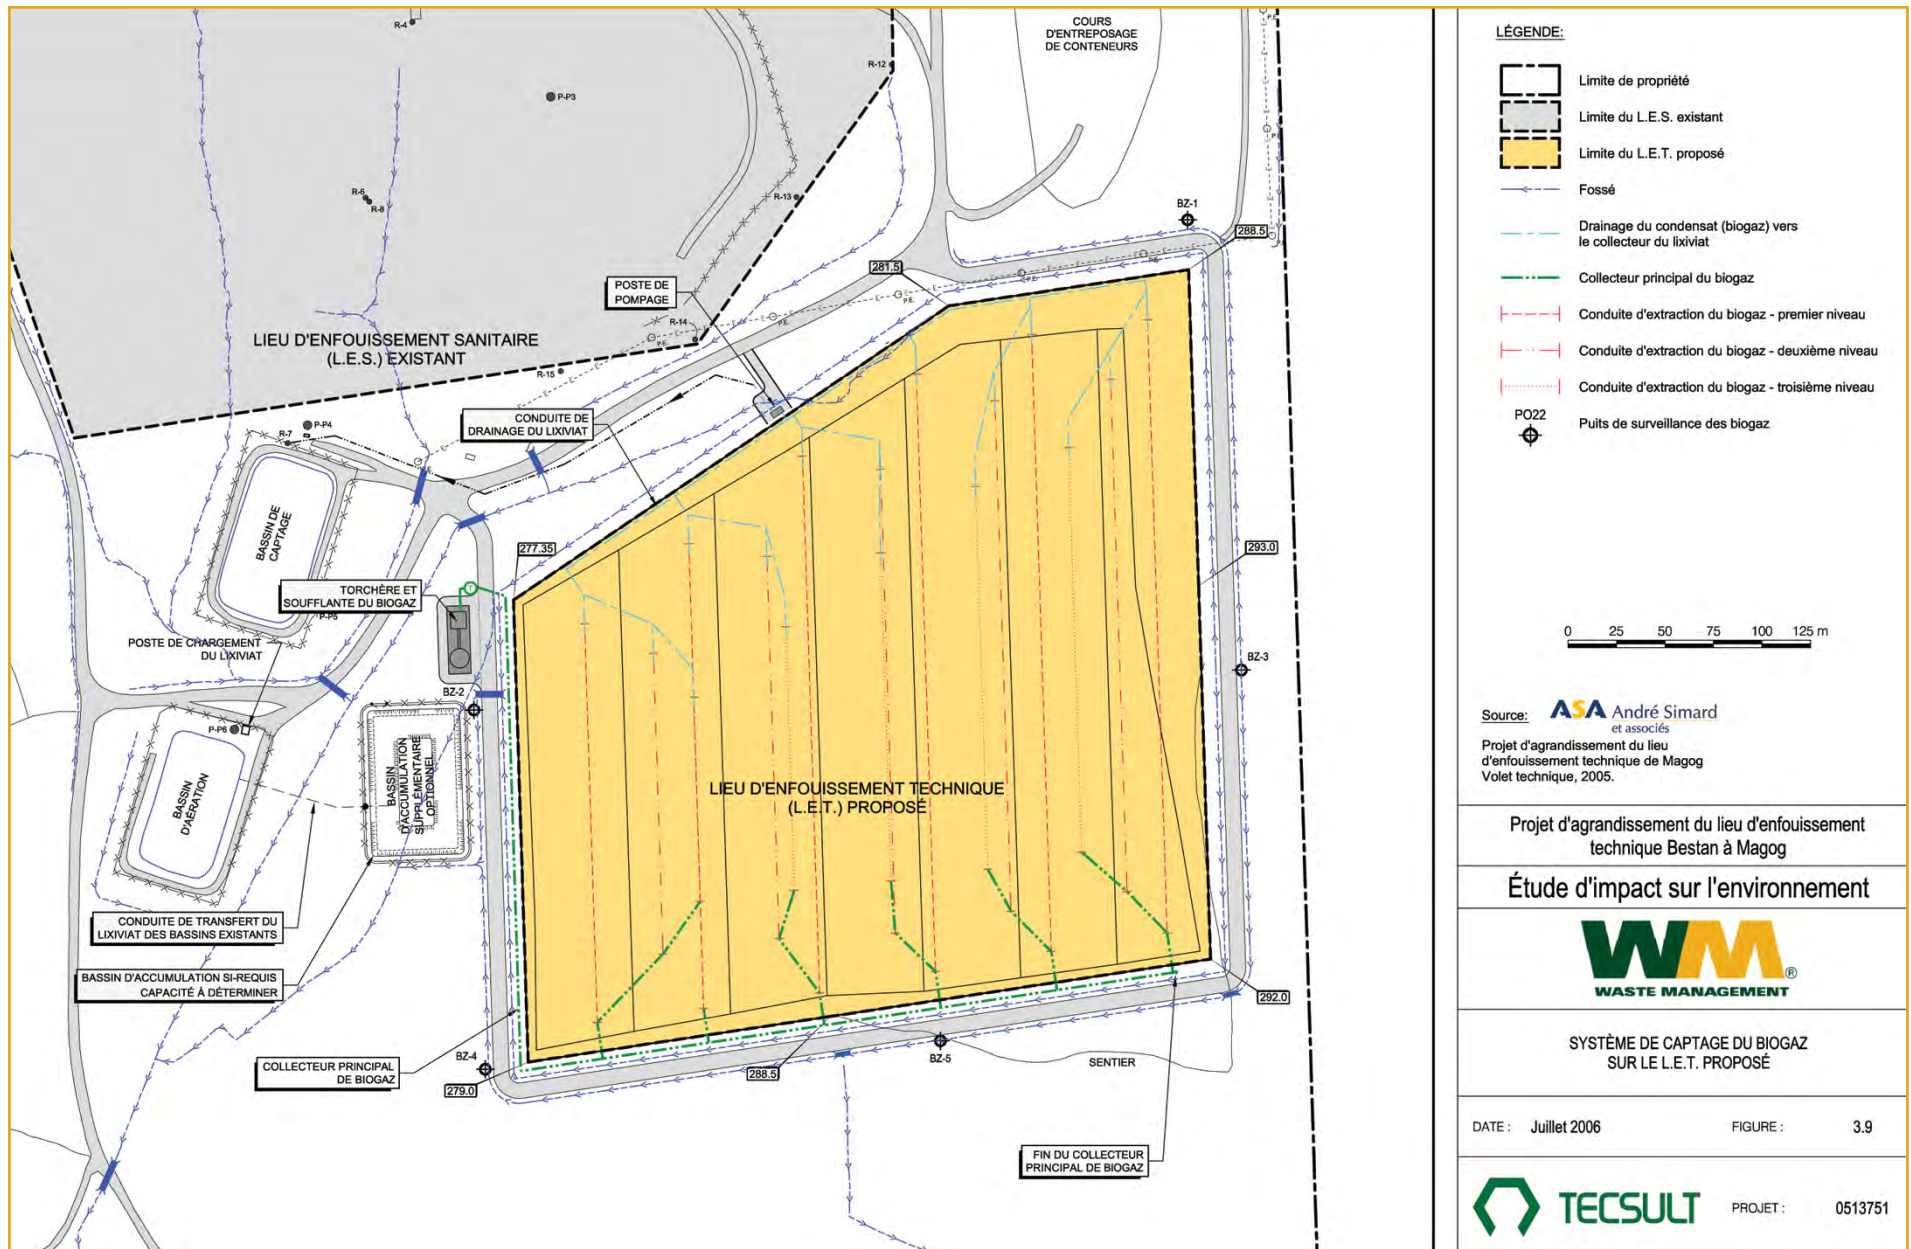 R-4
COURS
D'ENTREPOSAGE
DE CONTENEURS
P.E.
R-12
P-P3
P.E.
R-6
R-8
R-13
BZ-1
288.5
281.5
P.E.
P.E.
P.E.
P.E.
POSTE DE
POMPAGE
R-14
P.E.
LIEU D'ENFOUISSEMENT SANITAIRE
(L.E.S.) EXISTANT
R-15
CONDUITE DE
DRAINAGE DU LIXIVIAT
P-P4
R-7
P.E.
BASSIN DE
CAPTAGE
277.35
293.0
TORCHÈRE ET
SOUFFLANTE DU BIOGAZ
T
P-P5
POSTE DE CHARGEMENT
DU LIXIVIAT
BZ-3
BZ-2
P-P6
BASSIN
D'AÉRATION
BASSIN
D'ACCUMULATION
SUPPLÉMENTAIRE
OPTIONNEL
LIEU D'ENFOUISSEMENT TECHNIQUE
(L.E.T.) PROPOSÉ
CONDUITE DE TRANSFERT DU
LIXIVIAT DES BASSINS EXISTANTS
BASSIN D'ACCUMULATION SI-REQUIS
CAPACITÉ À DÉTERMINER
292.0
BZ-4
COLLECTEUR PRINCIPAL
DE BIOGAZ
279.0
288.5
BZ-5
SENTIER
FIN DU COLLECTEUR
PRINCIPAL DE BIOGAZ
LÉGENDE:
Limite de propriété
Limite du L.E.S. existant
Limite du L.E.T. proposé
Fossé
Drainage du condensat (biogaz) vers
le collecteur du lixiviat
Collecteur principal du biogaz
Conduite d'extraction du biogaz - premier niveau
Conduite d'extraction du biogaz - deuxième niveau
Conduite d'extraction du biogaz - troisième niveau
PO22
Puits de surveillance des biogaz
0 25 50 75 100 125 m
Source: ASA André Simard
et associés
Projet d'agrandissement du lieu
d'enfouissement technique de Magog
Volet technique, 2005.
Projet d'agrandissement du lieu d'enfouissement
technique Bestan à Magog
Étude d'impact sur l'environnement
WM ®
WASTE MANAGEMENT
SYSTÈME DE CAPTAGE DU BIOGAZ
SUR LE L.E.T. PROPOSÉ
DATE : Juillet 2006 FIGURE : 3.9
TECSULT PROJET : 0513751